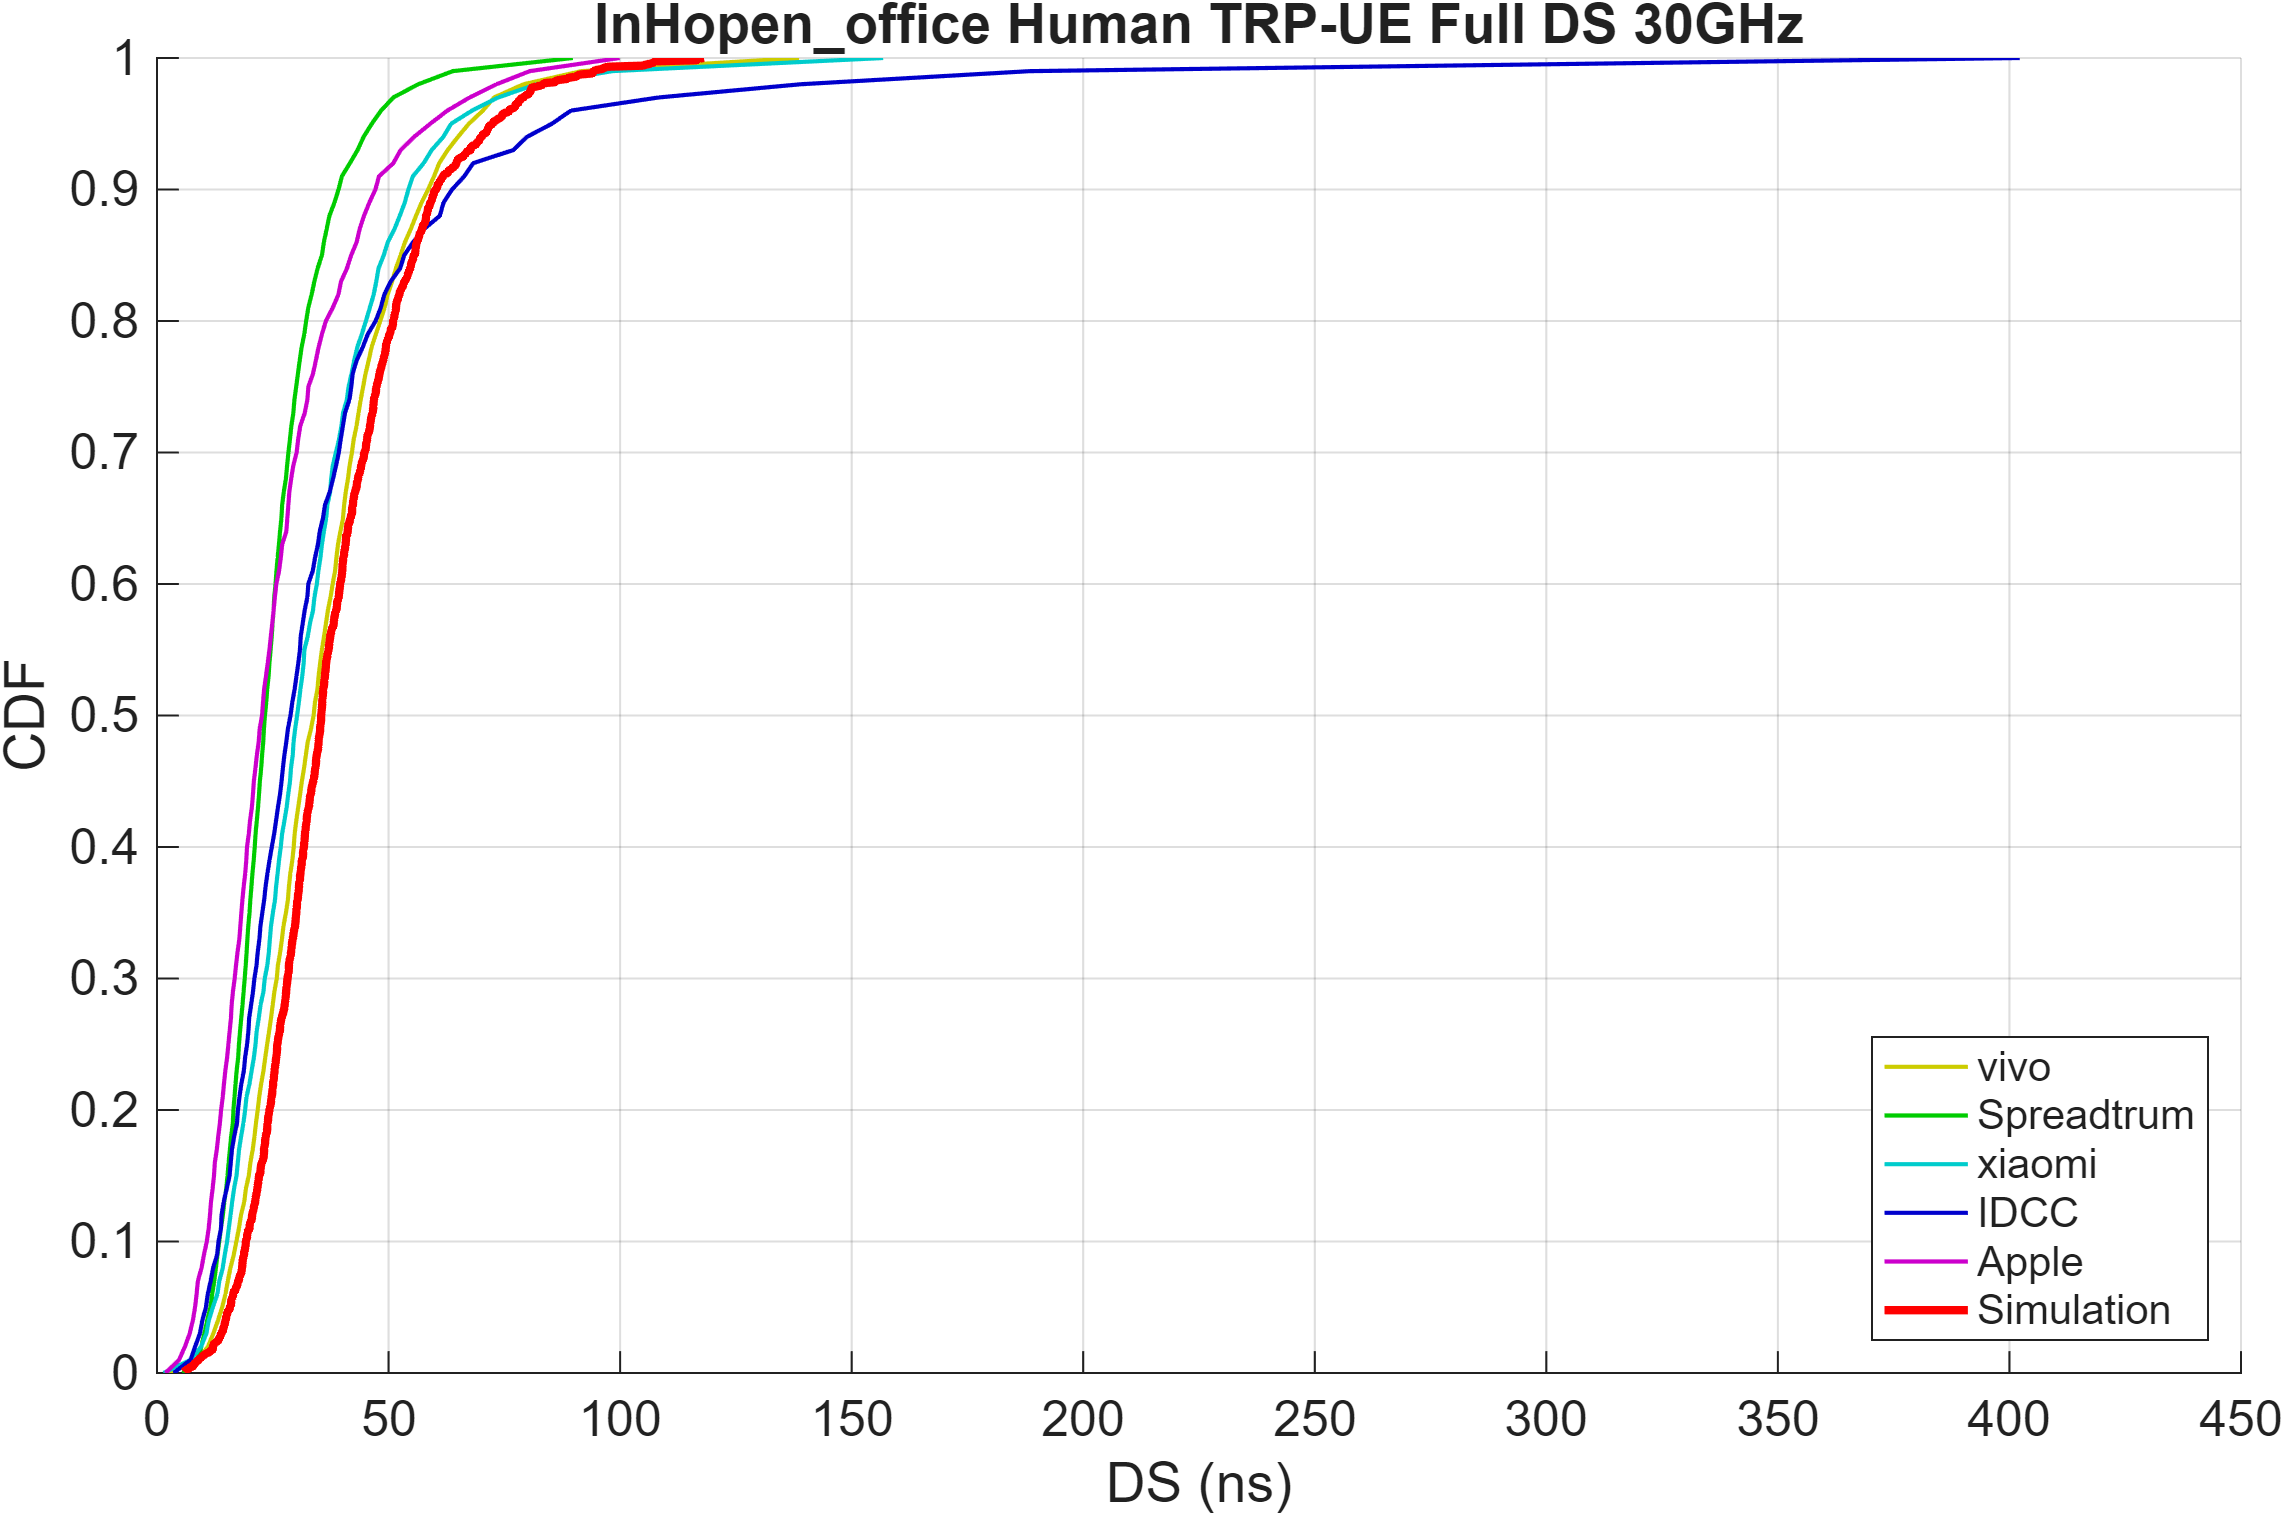 InHopen_office Human TRP-UE Full DS 30GHz
1
0.9
0.8
0.7
0.6
0.5
0.4
0.3
0.2
0.1
0
CDF
0 50 100 150 200 250 300 350 400 450
DS (ns)
vivo
Spreadtrum
xiaomi
IDCC
Apple
Simulation